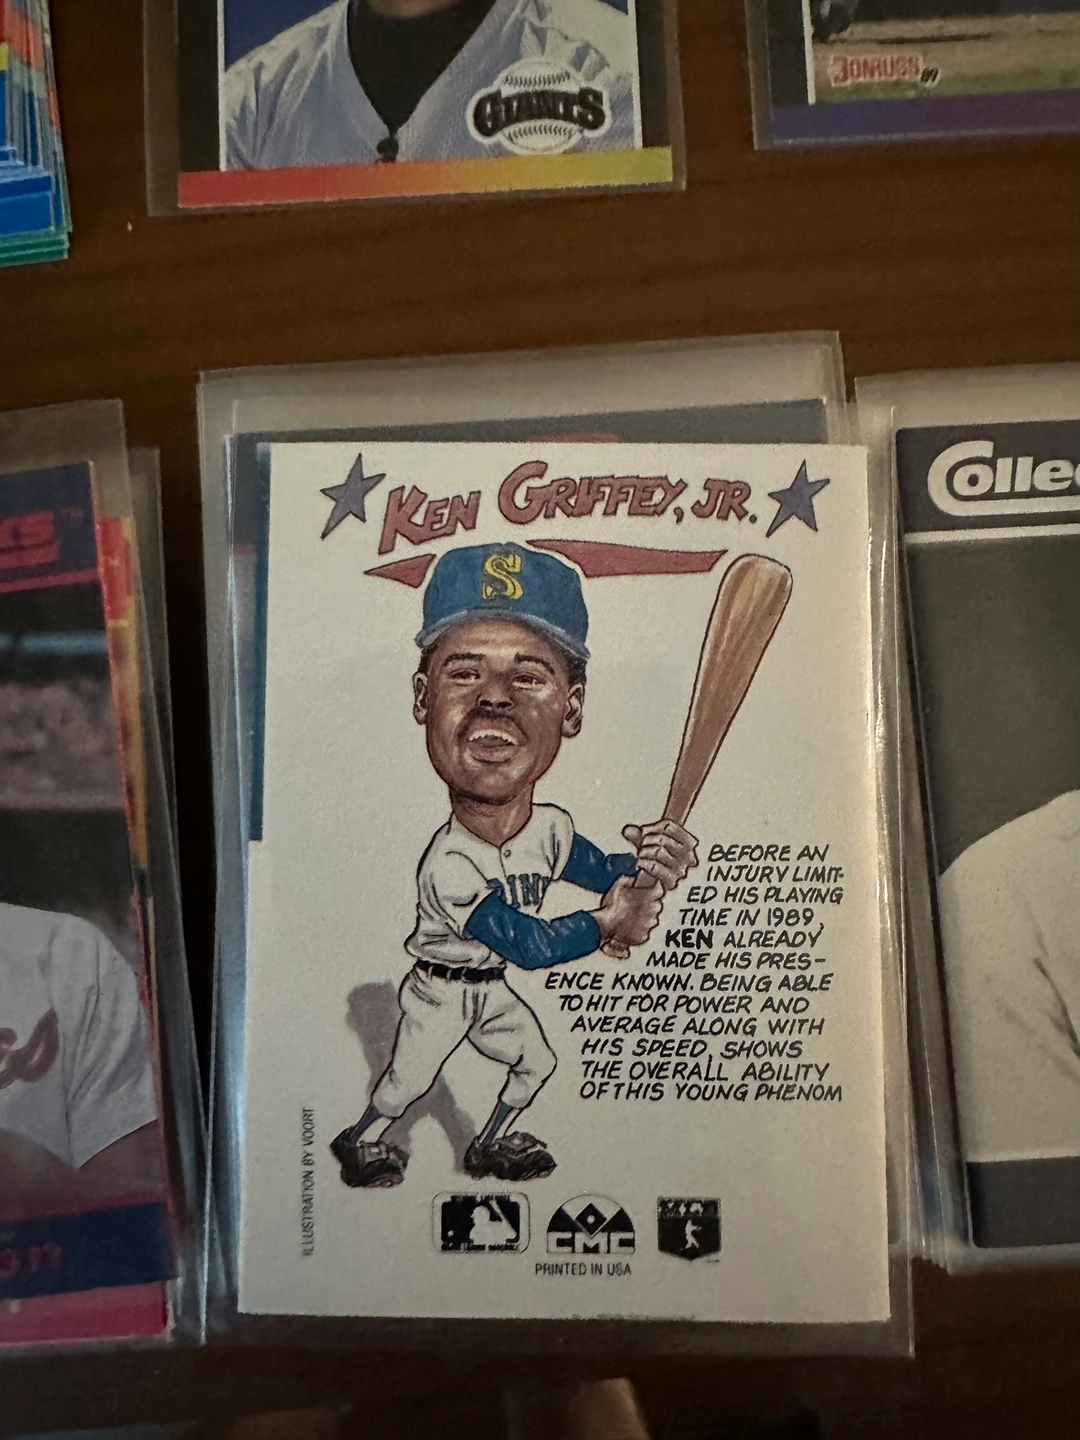 GIANTS
DONRUSS 89
Collec
KEN GRIFFEY, JR.
S
RINE
BEFORE AN
INJURY LIMIT-
ED HIS PLAYING
TIME IN 1989,
KEN ALREADY
MADE HIS PRES-
ENCE KNOWN. BEING ABLE
TO HIT FOR POWER AND
AVERAGE ALONG WITH
HIS SPEED, SHOWS
THE OVERALL ABILITY
OF THIS YOUNG PHENOM
ILLUSTRATION BY VOORT
CMC
PRINTED IN USA